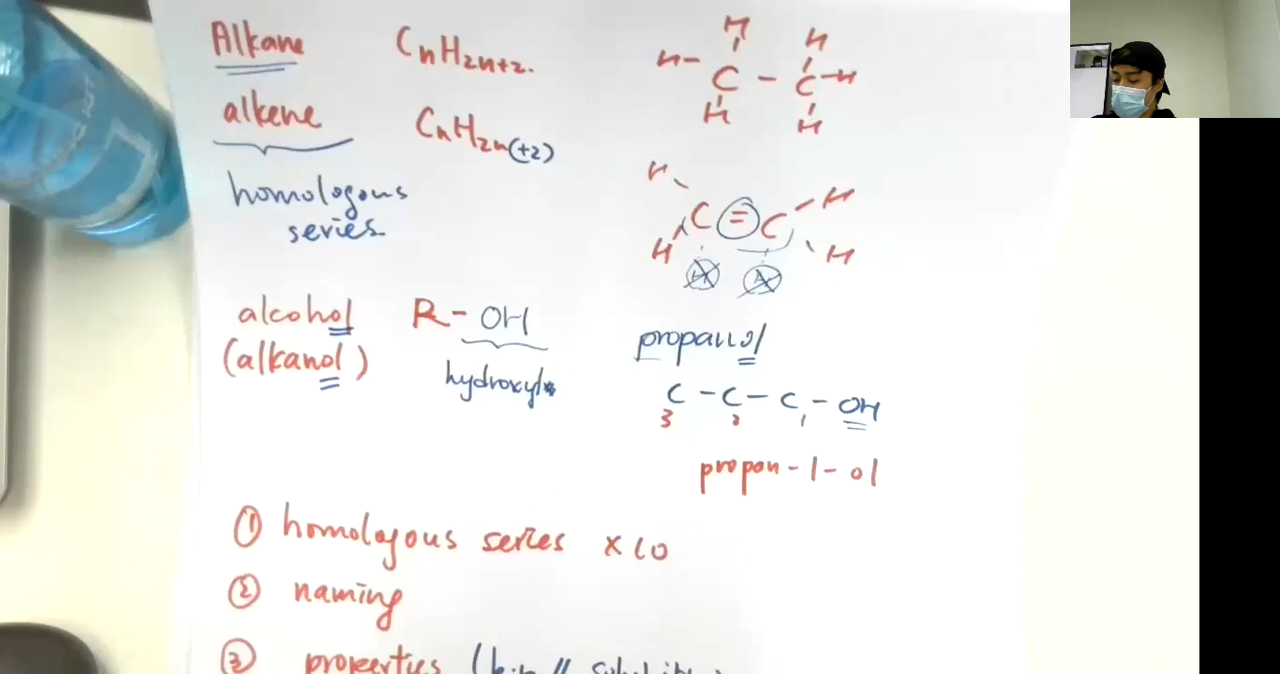 Alkane CnH2n+2.
H H
H- C - C-H
H H
alkene CnH2n(+2)
homologous
series
H H
C = C
H H
H H
alcohol R-OH
(alkanol)
hydroxyl
propanol
C - C - C - OH
3 2 1
propan-1-ol
① homologous series x10
② naming
③ properties